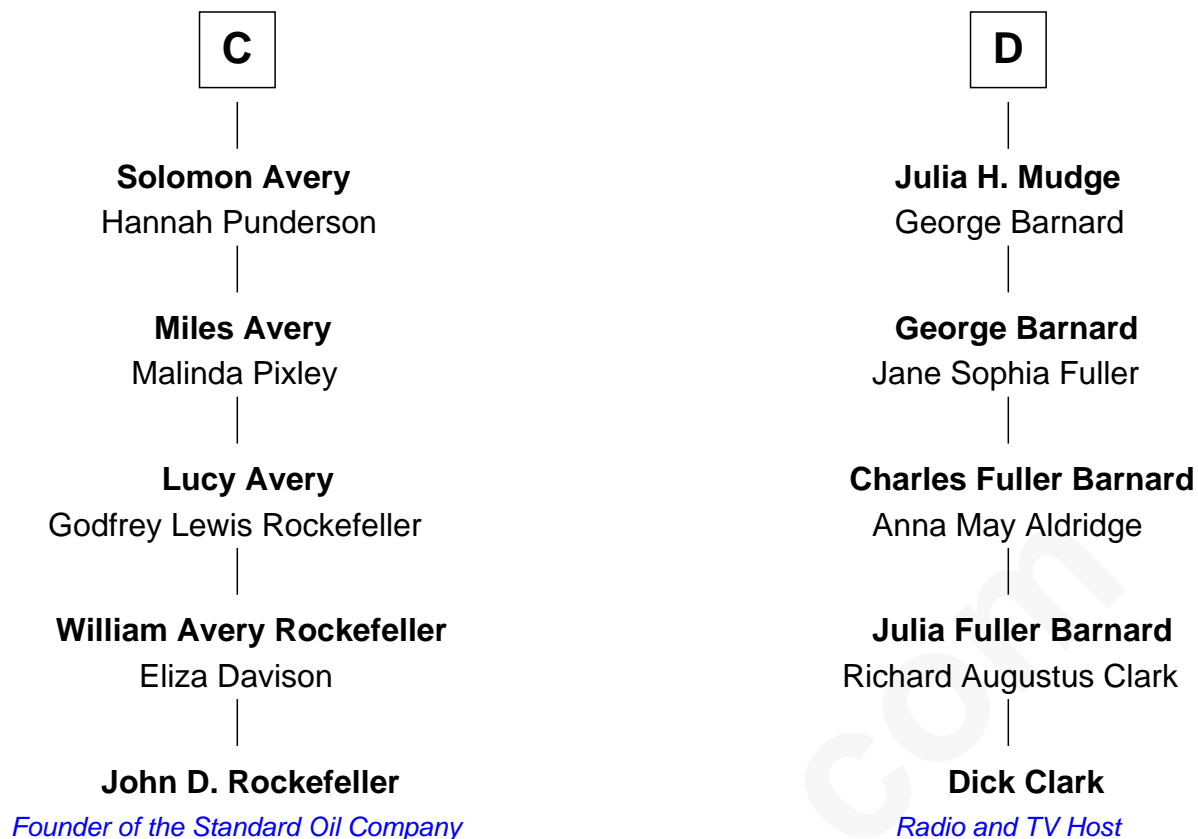 C
Solomon Avery
Hannah Punderson
Miles Avery
Malinda Pixley
Lucy Avery
Godfrey Lewis Rockefeller
William Avery Rockefeller
Eliza Davison
John D. Rockefeller
Founder of the Standard Oil Company
D
Julia H. Mudge
George Barnard
George Barnard
Jane Sophia Fuller
Charles Fuller Barnard
Anna May Aldridge
Julia Fuller Barnard
Richard Augustus Clark
Dick Clark
Radio and TV Host
com